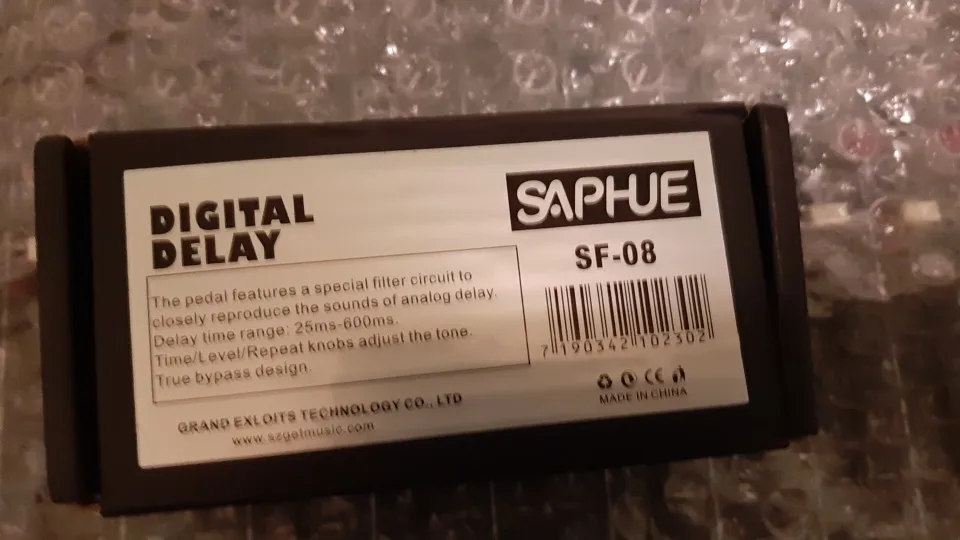 DIGITAL
DELAY
SAPHUE
SF-08
The pedal features a special filter circuit to
closely reproduce the sounds of analog delay.
Delay time range: 25ms-600ms.
Time/Level/Repeat knobs adjust the tone.
True bypass design.
7 190342 102302
GRAND EXLOITS TECHNOLOGY CO., LTD
www.szgetmusic.com
CE
MADE IN CHINA